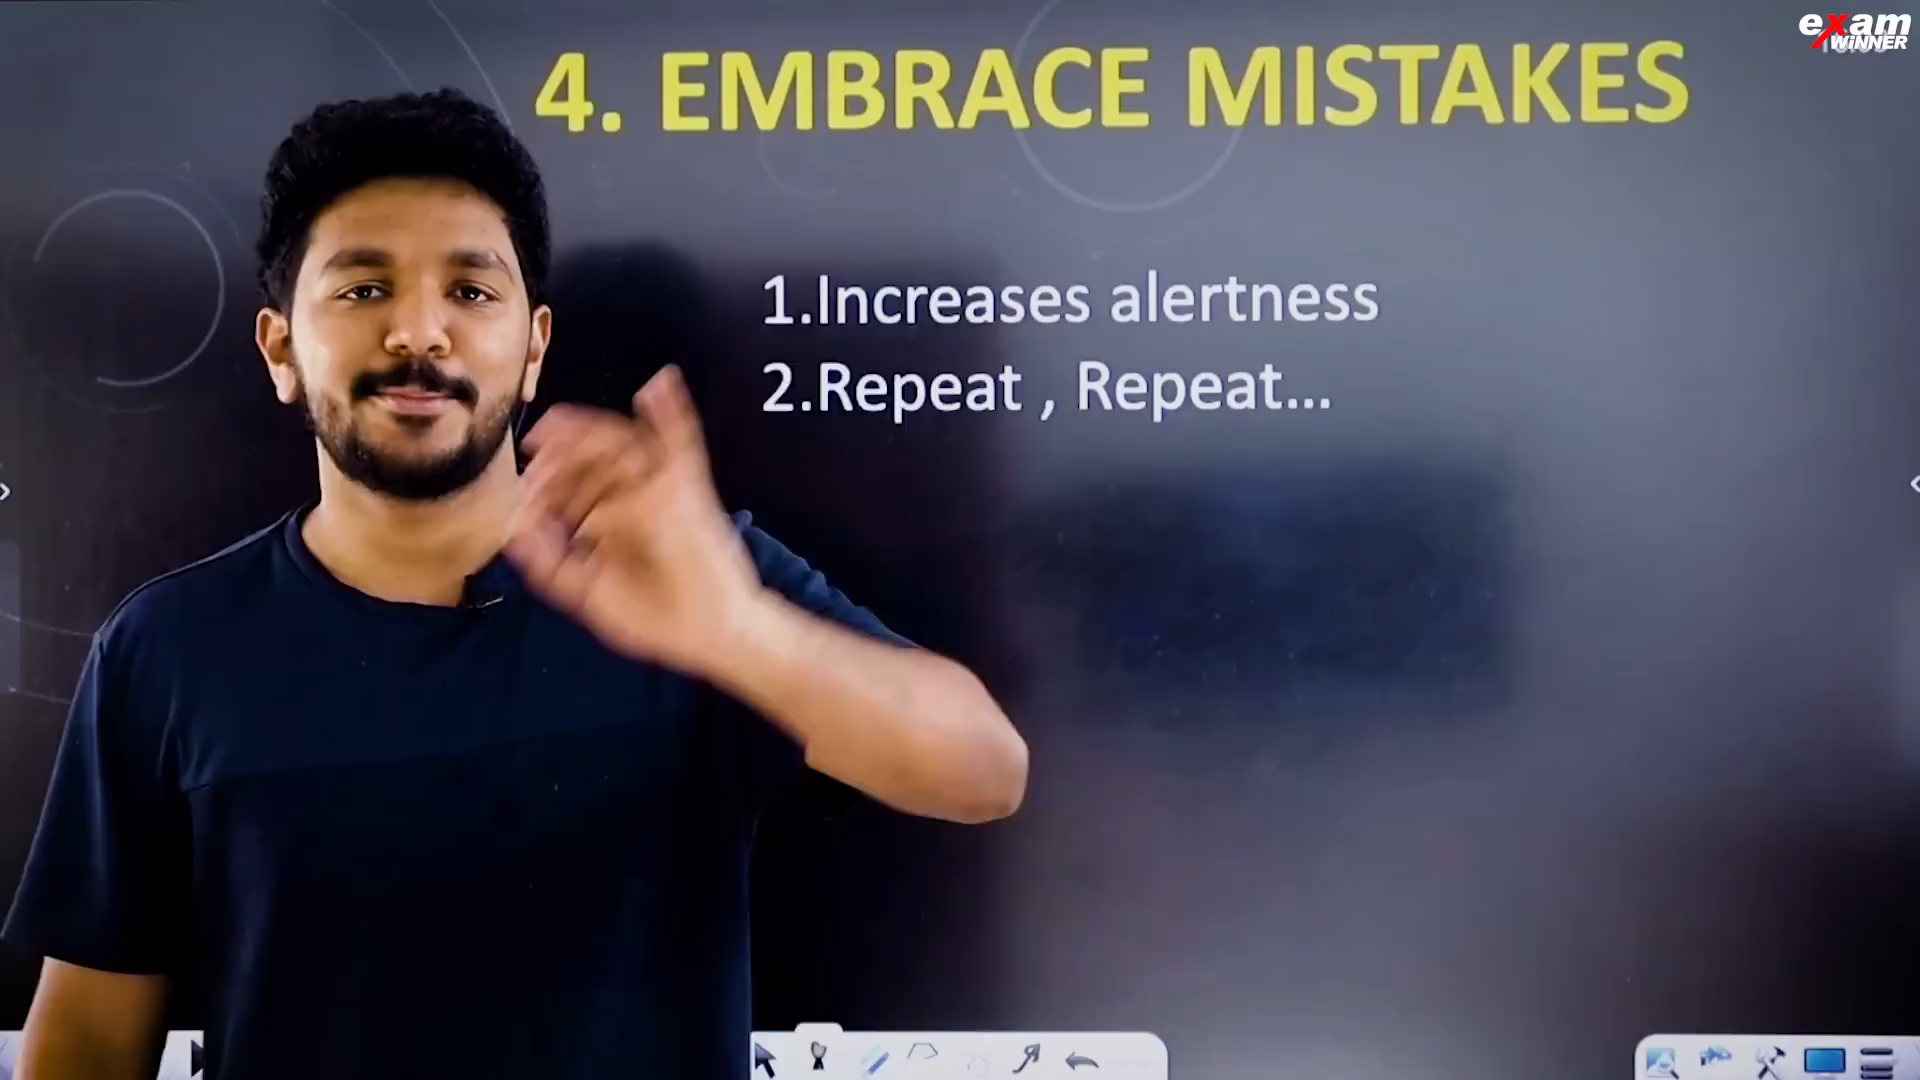 exam
WINNER
4. EMBRACE MISTAKES
1.Increases alertness
2.Repeat , Repeat...